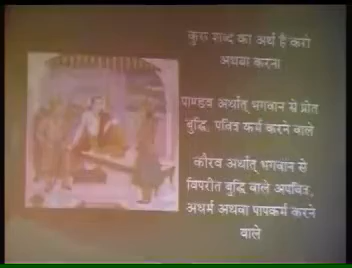 कुरु शब्द का अर्थ है करो
अथवा करना
पाण्डव अर्थात् भगवान से प्रीत
बुद्धि, पवित्र कर्म करने वाले
कौरव अर्थात् भगवान से
विपरीत बुद्धि वाले अपवित्र,
अधर्म अथवा पापकर्म करने
वाले